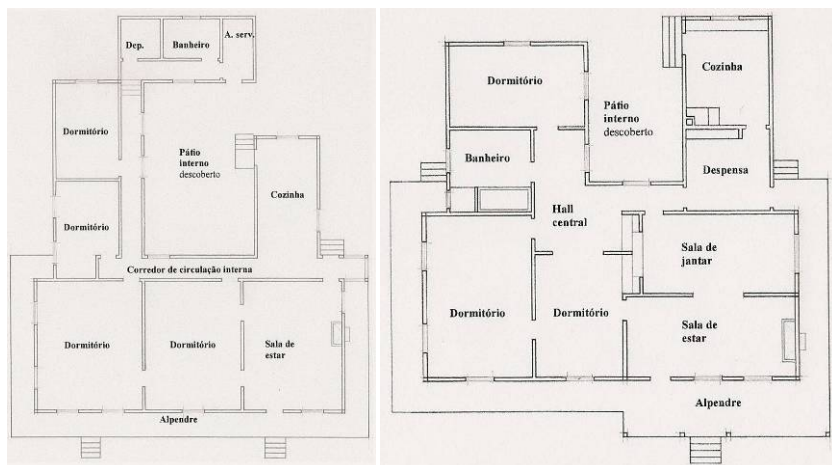 Dep.
Banheiro
A. serv.
Dormitório
Pátio
interno
descoberto
Cozinha
Dormitório
Corredor de circulação interna
Dormitório
Dormitório
Sala de
estar
Alpendre
Dormitório
Pátio
interno
descoberto
Cozinha
Banheiro
Despensa
Hall
central
Sala de
jantar
Dormitório
Dormitório
Sala de
estar
Alpendre